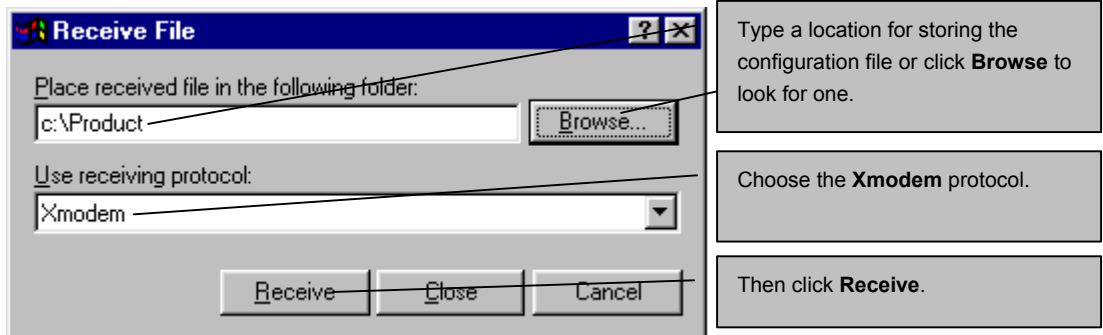 Receive File
Place received file in the following folder:
c:\Product
Browse...
Use receiving protocol:
Xmodem
Receive
Close
Cancel
Type a location for storing the
configuration file or click Browse to
look for one.
Choose the Xmodem protocol.
Then click Receive.